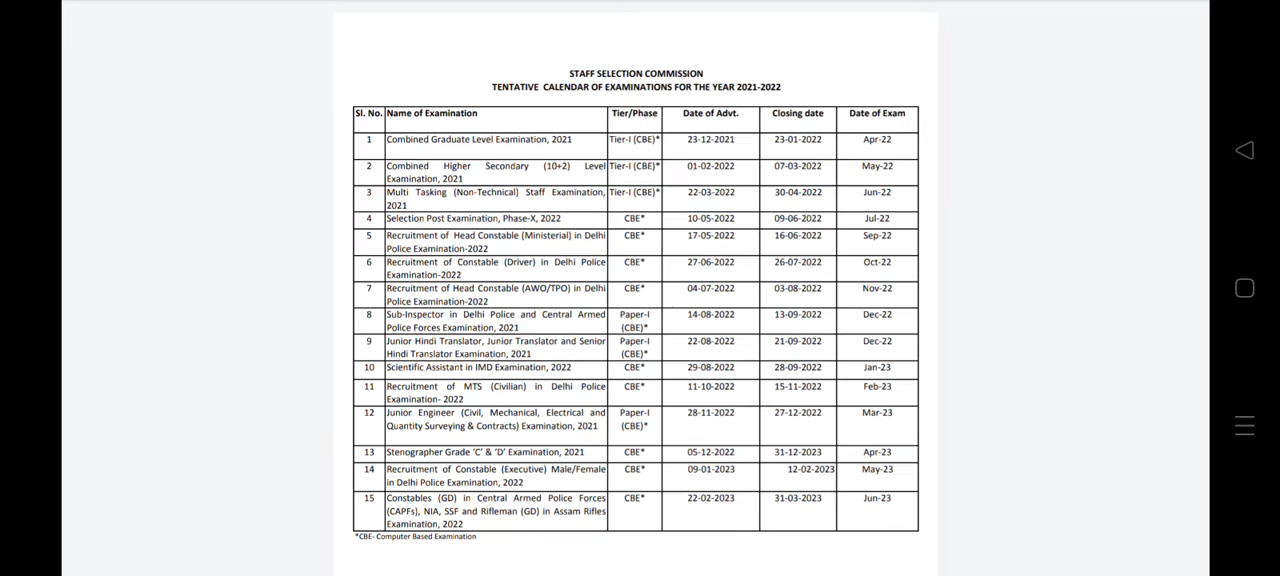 STAFF SELECTION COMMISSION
TENTATIVE CALENDAR OF EXAMINATIONS FOR THE YEAR 2021-2022
Sl. No. Name of Examination Tier/Phase Date of Advt. Closing date Date of Exam
1 Combined Graduate Level Examination, 2021 Tier-I (CBE)* 23-12-2021 23-01-2022 Apr-22
2 Combined Higher Secondary (10+2) Level Tier-I (CBE)* 01-02-2022 07-03-2022 May-22
Examination, 2021
3 Multi Tasking (Non-Technical) Staff Examination, Tier-I (CBE)* 22-03-2022 30-04-2022 Jun-22
2021
4 Selection Post Examination, Phase-X, 2022 CBE* 10-05-2022 09-06-2022 Jul-22
5 Recruitment of Head Constable (Ministerial) in Delhi CBE* 17-05-2022 16-06-2022 Sep-22
Police Examination-2022
6 Recruitment of Constable (Driver) in Delhi Police CBE* 27-06-2022 26-07-2022 Oct-22
Examination-2022
7 Recruitment of Head Constable (AWO/TPO) in Delhi CBE* 04-07-2022 03-08-2022 Nov-22
Police Examination-2022
8 Sub-Inspector in Delhi Police and Central Armed Paper-I 14-08-2022 13-09-2022 Dec-22
Police Forces Examination, 2021 (CBE)*
9 Junior Hindi Translator, Junior Translator and Senior Paper-I 22-08-2022 21-09-2022 Dec-22
Hindi Translator Examination, 2021 (CBE)*
10 Scientific Assistant in IMD Examination, 2022 CBE* 29-08-2022 28-09-2022 Jan-23
11 Recruitment of MTS (Civilian) in Delhi Police CBE* 11-10-2022 15-11-2022 Feb-23
Examination- 2022
12 Junior Engineer (Civil, Mechanical, Electrical and Paper-I 28-11-2022 27-12-2022 Mar-23
Quantity Surveying & Contracts) Examination, 2021 (CBE)*
13 Stenographer Grade ‘C’ & ‘D’ Examination, 2021 CBE* 05-12-2022 31-12-2023 Apr-23
14 Recruitment of Constable (Executive) Male/Female CBE* 09-01-2023 12-02-2023 May-23
in Delhi Police Examination, 2022
15 Constables (GD) in Central Armed Police Forces CBE* 22-02-2023 31-03-2023 Jun-23
(CAPFs), NIA, SSF and Rifleman (GD) in Assam Rifles
Examination, 2022
*CBE- Computer Based Examination